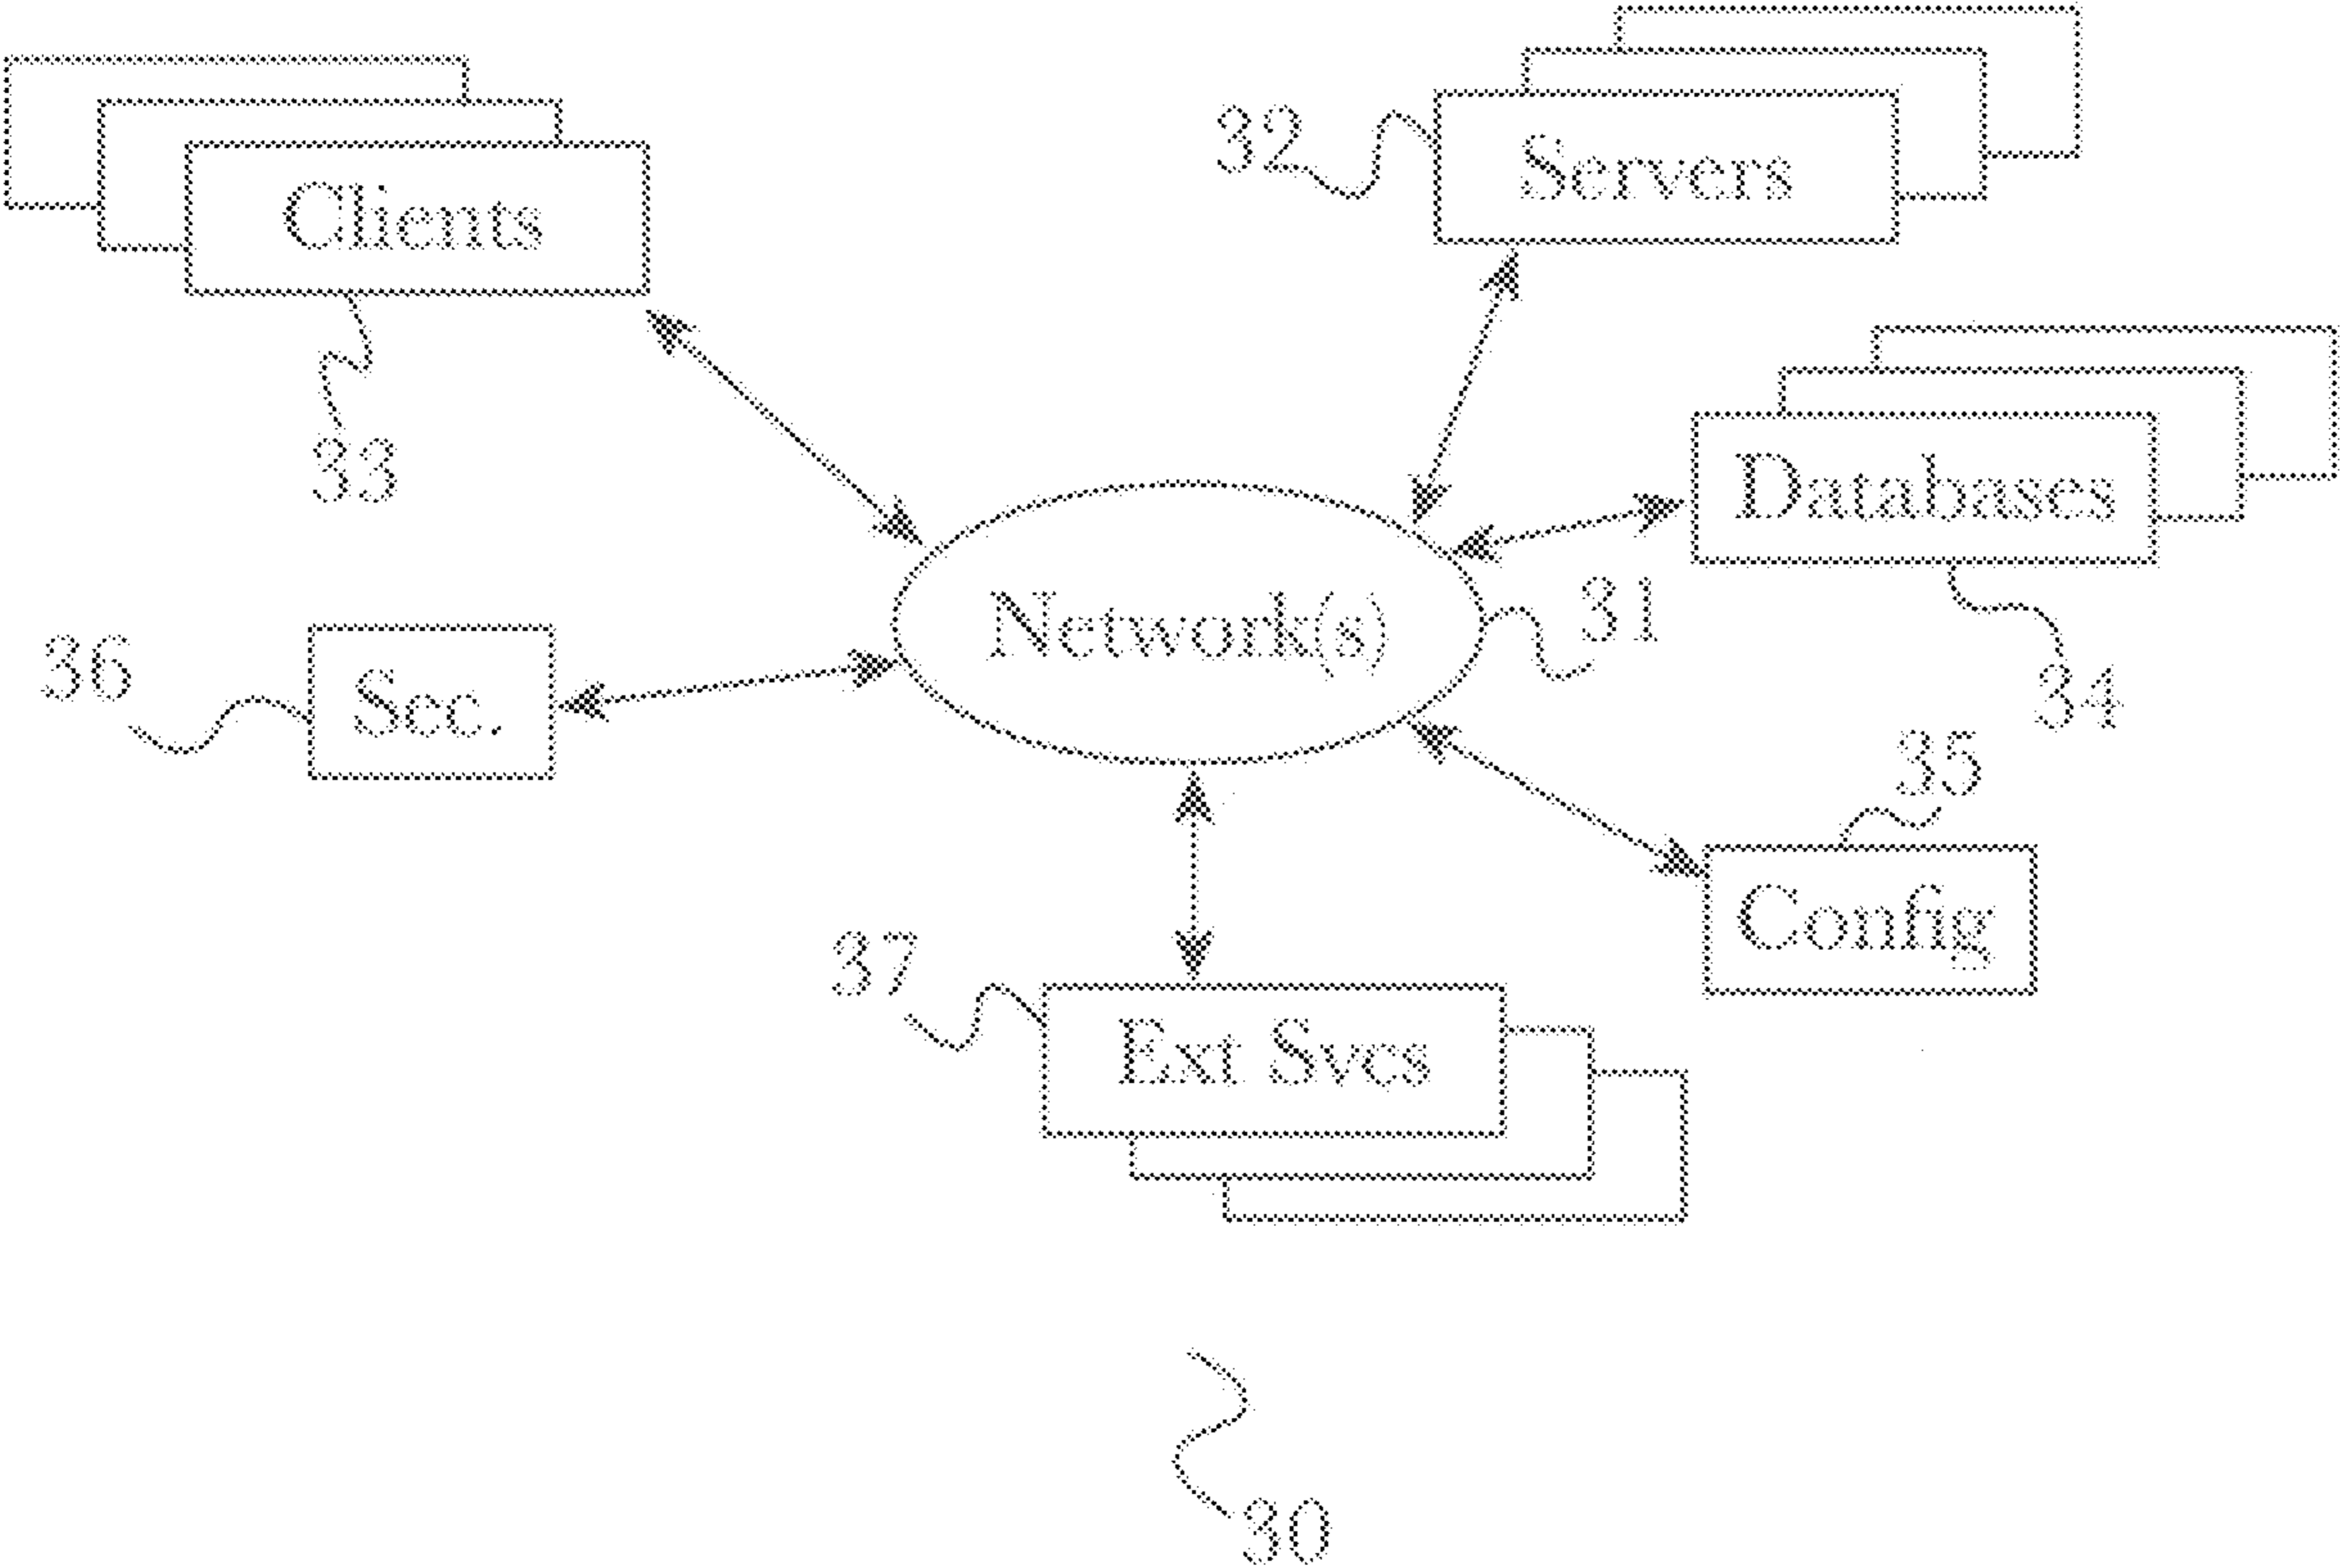 Clients
33
32
Servers
Databases
34
Network(s)
31
36
Sec.
35
Config
37
Ext Svcs
30